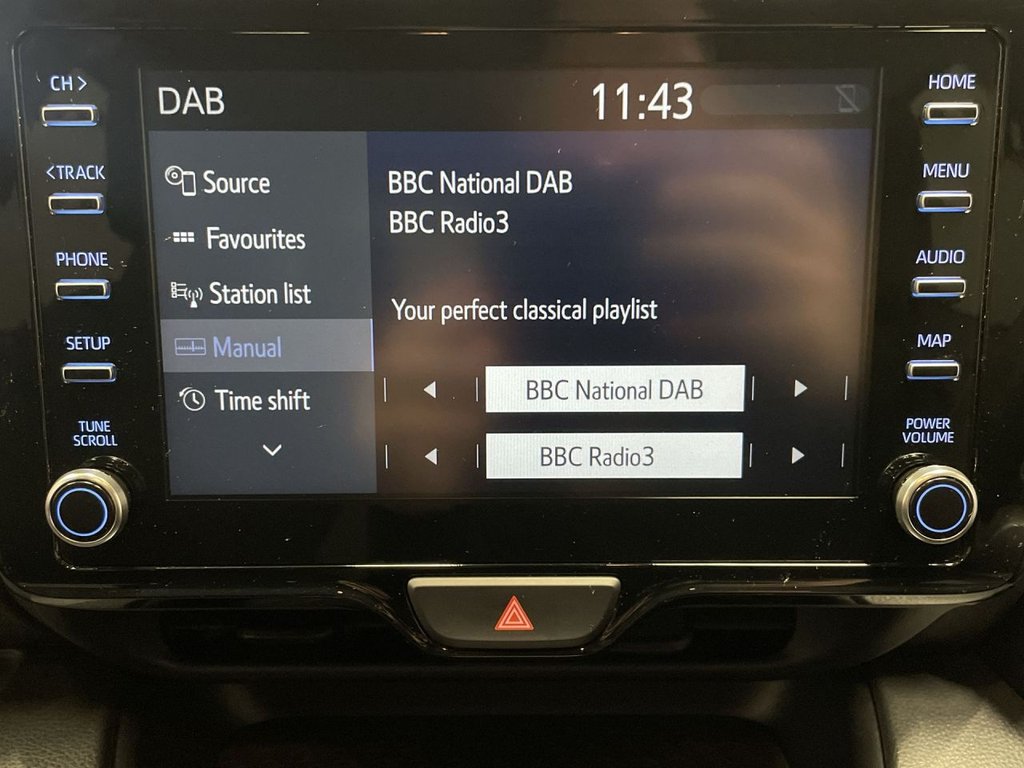 CH >
<TRACK
PHONE
SETUP
TUNE
SCROLL
DAB
11:43
Source
Favourites
Station list
Manual
Time shift
BBC National DAB
BBC Radio3
Your perfect classical playlist
BBC National DAB
BBC Radio3
HOME
MENU
AUDIO
MAP
POWER
VOLUME